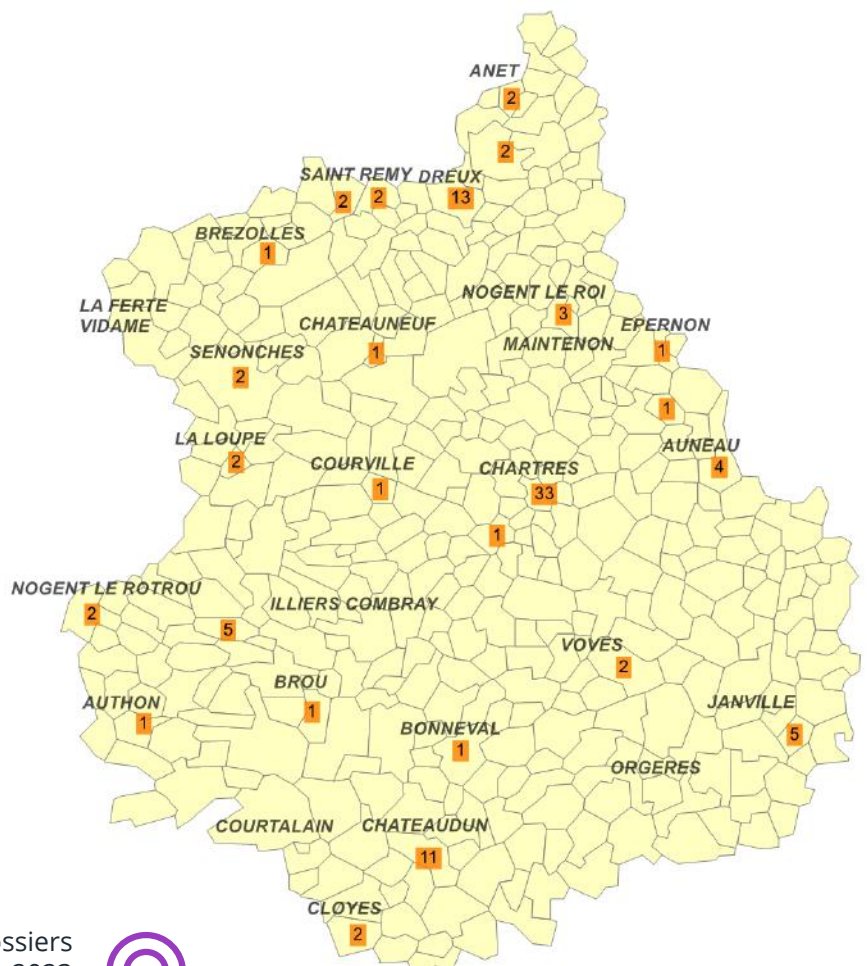 ANET
2
2
SAINT REMY DREUX
2
2
13
BREZOLLES
1
NOGENT LE ROI
3
LA FERTE
VIDAME
CHATEAUNEUF
1
EPERNON
1
MAINTENON
SENONCHES
2
1
LA LOUPE
2
AUNEAU
4
COURVILLE
1
CHARTRES
33
1
NOGENT LE ROTROU
2
ILLIERS COMBRAY
5
VOVES
2
BROU
1
AUTHON
1
JANVILLE
5
BONNEVAL
1
ORGERES
COURTALAIN
CHATEAUDUN
11
CLOYES
2